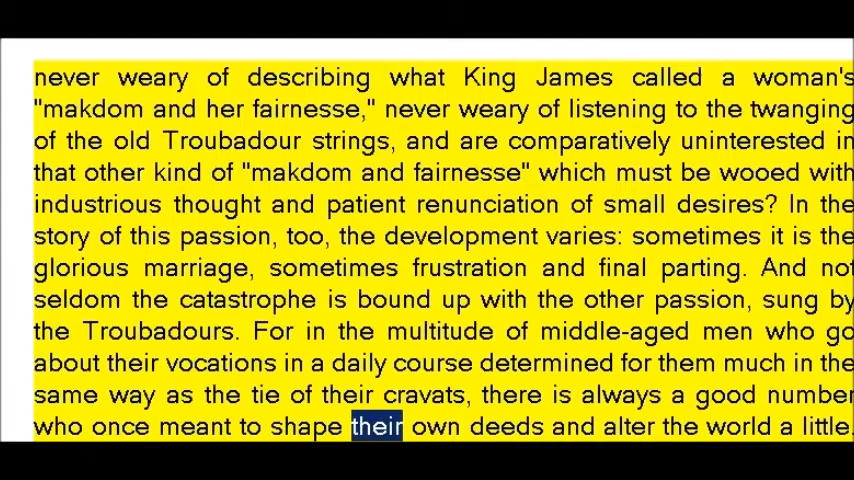 never weary of describing what King James called a woman's
"makdom and her fairnesse," never weary of listening to the twanging
of the old Troubadour strings, and are comparatively uninterested in
that other kind of "makdom and fairnesse" which must be wooed with
industrious thought and patient renunciation of small desires? In the
story of this passion, too, the development varies: sometimes it is the
glorious marriage, sometimes frustration and final parting. And not
seldom the catastrophe is bound up with the other passion, sung by
the Troubadours. For in the multitude of middle-aged men who go
about their vocations in a daily course determined for them much in the
same way as the tie of their cravats, there is always a good number
who once meant to shape their own deeds and alter the world a little.